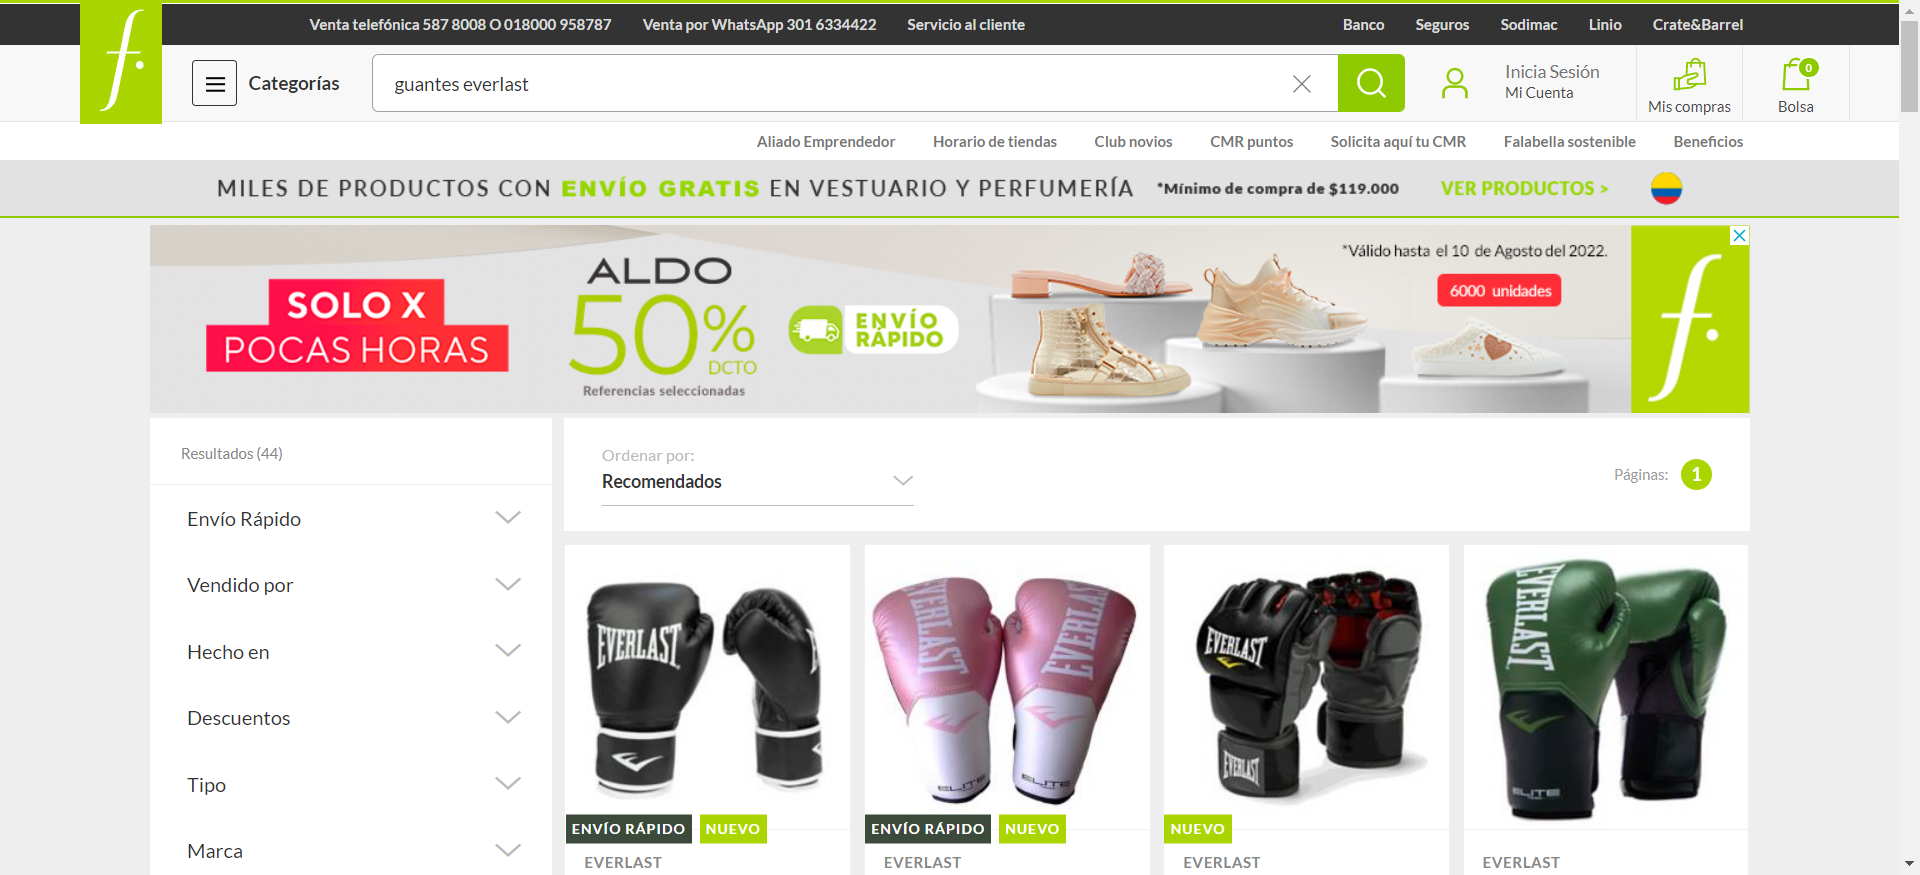 Venta telefónica 587 8008 O 018000 958787 Venta por WhatsApp 301 6334422 Servicio al cliente Banco Seguros Sodimac Linio Crate&Barrel
f.
Categorías guantes everlast Inicia Sesión
Mi Cuenta
Mis compras
0
Bolsa
Aliado Emprendedor Horario de tiendas Club novios CMR puntos Solicita aquí tu CMR Falabella sostenible Beneficios
MILES DE PRODUCTOS CON ENVÍO GRATIS EN VESTUARIO Y PERFUMERÍA *Mínimo de compra de $119.000 VER PRODUCTOS >
SOLO X
POCAS HORAS
ALDO
50%
DCTO
Referencias seleccionadas
ENVÍO
RÁPIDO
*Válido hasta el 10 de Agosto del 2022.
6000 unidades
f.
Resultados (44)
Envío Rápido
Vendido por
Hecho en
Descuentos
Tipo
Marca
Ordenar por:
Recomendados
Páginas: 1
EVERLAST
ENVÍO RÁPIDO NUEVO
EVERLAST
EVERLAST
EVERLAST
ELITE
ELITE
ENVÍO RÁPIDO NUEVO
EVERLAST
EVERLAST
EVERLAST
NUEVO
EVERLAST
EVERLAST
ELITE
EVERLAST